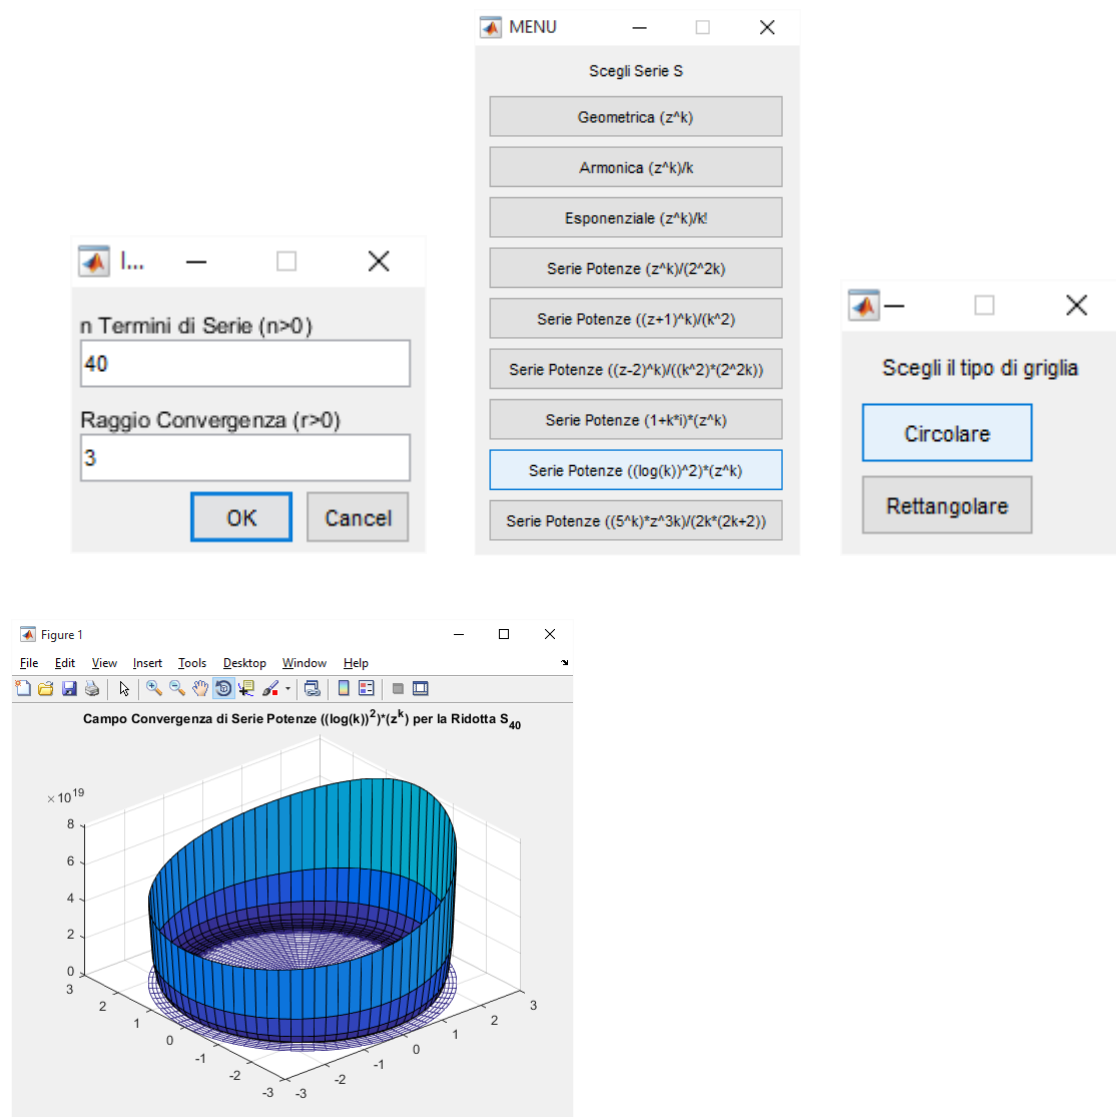 I...
n Termini di Serie (n>0)
40
Raggio Convergenza (r>0)
3
OK Cancel
MENU
Scegli Serie S
Geometrica (z^k)
Armonica (z^k)/k
Esponenziale (z^k)/k!
Serie Potenze (z^k)/(2^2k)
Serie Potenze ((z+1)^k)/(k^2)
Serie Potenze ((z-2)^k)/((k^2)*(2^2k))
Serie Potenze (1+k*i)*(z^k)
Serie Potenze ((log(k))^2)*(z^k)
Serie Potenze ((5^k)*z^3k)/(2k*(2k+2))
Scegli il tipo di griglia
Circolare
Rettangolare
Figure 1
File Edit View Insert Tools Desktop Window Help
Campo Convergenza di Serie Potenze ((log(k))^2)*(z^k) per la Ridotta S_40
×10^19
8
6
4
2
0
3
2
1
0
-1
-2
-3
-3
-2
-1
0
1
2
3